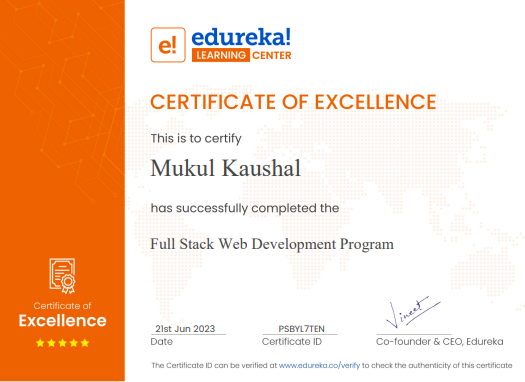 e! edureka!
LEARNING CENTER
CERTIFICATE OF EXCELLENCE
This is to certify
Mukul Kaushal
has successfully completed the
Full Stack Web Development Program
Certificate of
Excellence
21st Jun 2023
Date
PSBYL7TEN
Certificate ID
Vineet
Co-founder & CEO, Edureka
The Certificate ID can be verified at www.edureka.co/verify to check the authenticity of this certificate